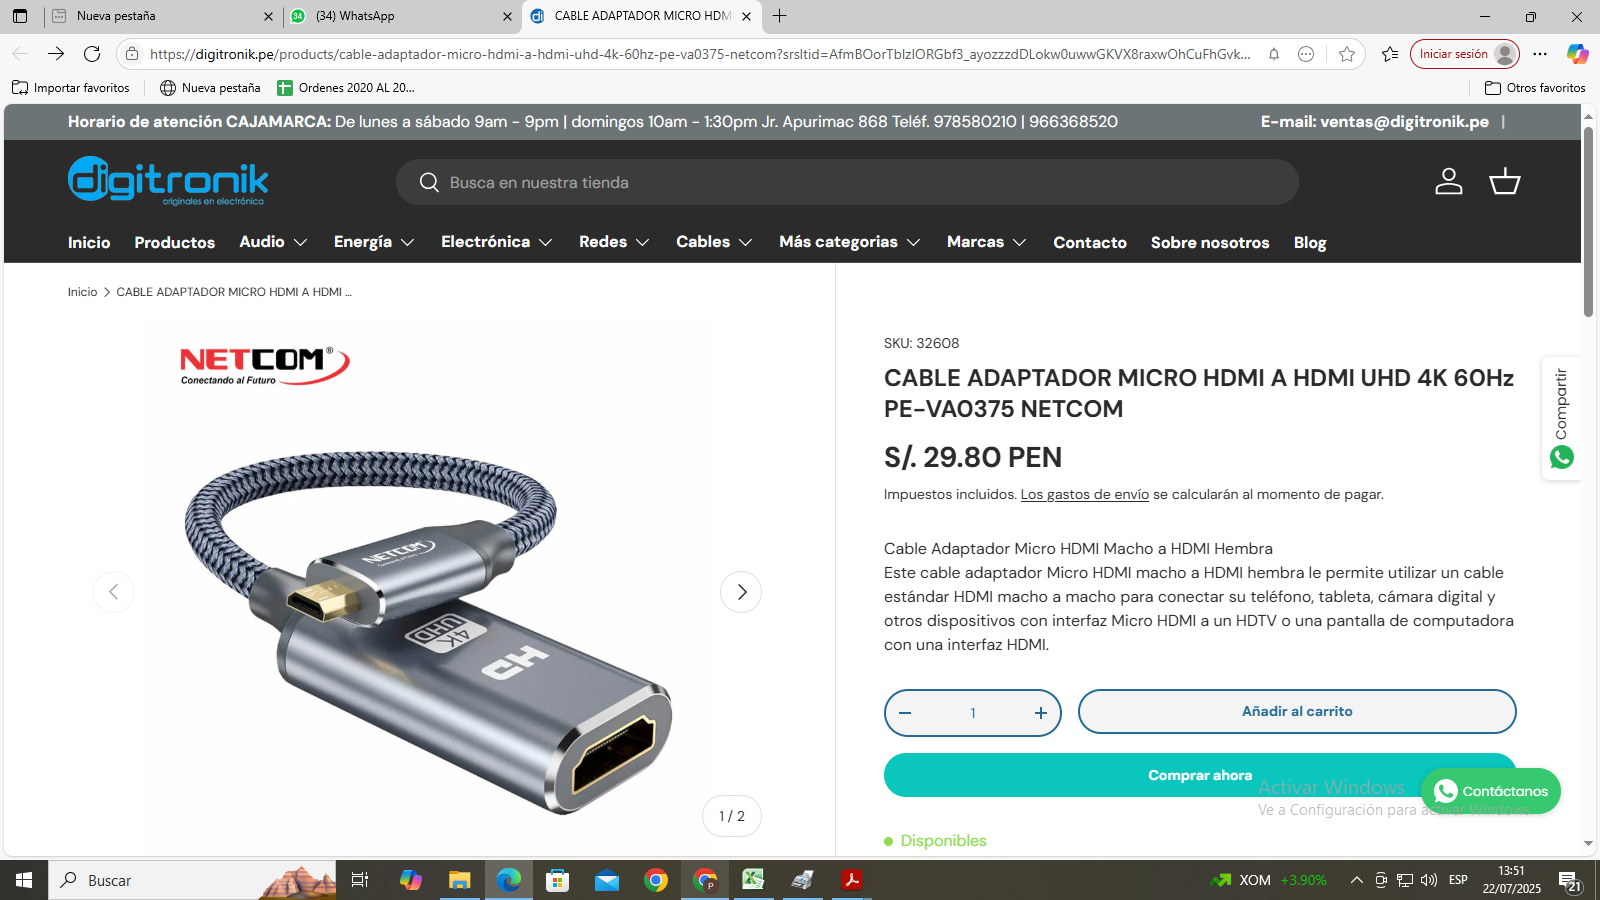 Nueva pestaña
(34) WhatsApp
CABLE ADAPTADOR MICRO HDM
https://digitronik.pe/products/cable-adaptador-micro-hdmi-a-hdmi-uhd-4k-60hz-pe-va0375-netcom?srsltid=AfmBOorTblzIORGbf3_ayozzzdDLokw0uwwGKVX8raxwOhCuFhGvk...
Iniciar sesión
Importar favoritos
Nueva pestaña
Ordenes 2020 AL 20...
Otros favoritos
Horario de atención CAJAMARCA: De lunes a sábado 9am - 9pm | domingos 10am - 1:30pm Jr. Apurimac 868 Teléf. 978580210 | 966368520
E-mail: ventas@digitronik.pe |
digitronik
originales en electrónica
Busca en nuestra tienda
Inicio Productos Audio Energía Electrónica Redes Cables Más categorias Marcas Contacto Sobre nosotros Blog
Inicio > CABLE ADAPTADOR MICRO HDMI A HDMI ...
NETCOM®
Conectando al Futuro
NETCOM
4K
UHD
HD
1 / 2
SKU: 32608
CABLE ADAPTADOR MICRO HDMI A HDMI UHD 4K 60Hz
PE-VA0375 NETCOM
S/. 29.80 PEN
Impuestos incluidos. Los gastos de envío se calcularán al momento de pagar.
Cable Adaptador Micro HDMI Macho a HDMI Hembra
Este cable adaptador Micro HDMI macho a HDMI hembra le permite utilizar un cable
estándar HDMI macho a macho para conectar su teléfono, tableta, cámara digital y
otros dispositivos con interfaz Micro HDMI a un HDTV o una pantalla de computadora
con una interfaz HDMI.
1
Añadir al carrito
Comprar ahora
Compartir
Contáctanos
Activar Windows
Ve a Configuración para activar Windows.
Disponibles
Buscar
XOM +3.90%
ESP
13:51
22/07/2025
21